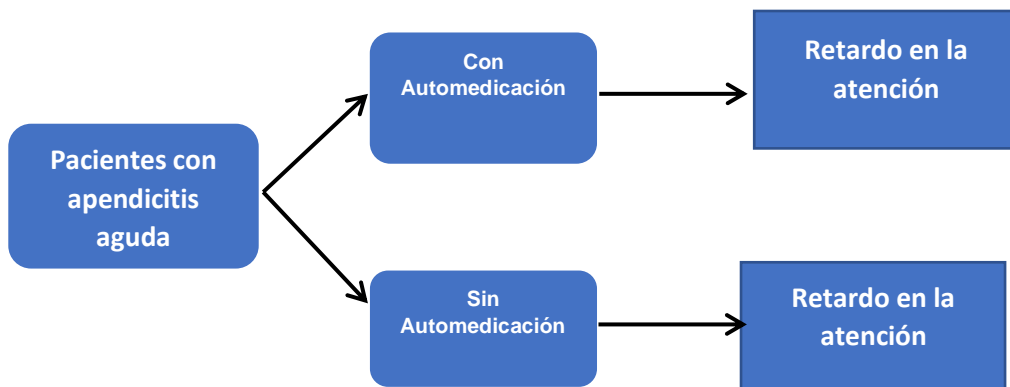 Con
Automedicación
Retardo en la
atención
Pacientes con
apendicitis
aguda
Sin
Automedicación
Retardo en la
atención